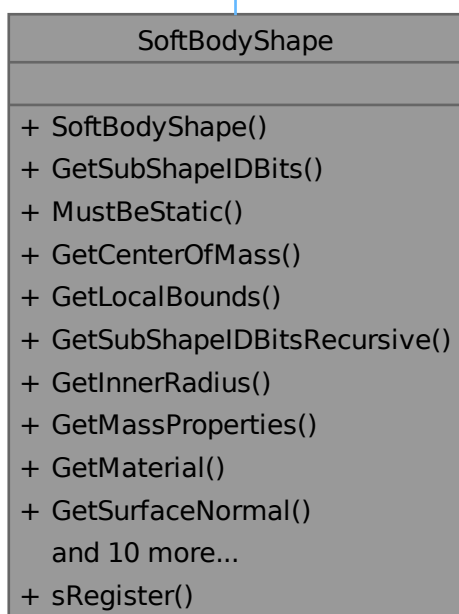 SoftBodyShape
+ SoftBodyShape()
+ GetSubShapeIDBits()
+ MustBeStatic()
+ GetCenterOfMass()
+ GetLocalBounds()
+ GetSubShapeIDBitsRecursive()
+ GetInnerRadius()
+ GetMassProperties()
+ GetMaterial()
+ GetSurfaceNormal()
and 10 more...
+ sRegister()